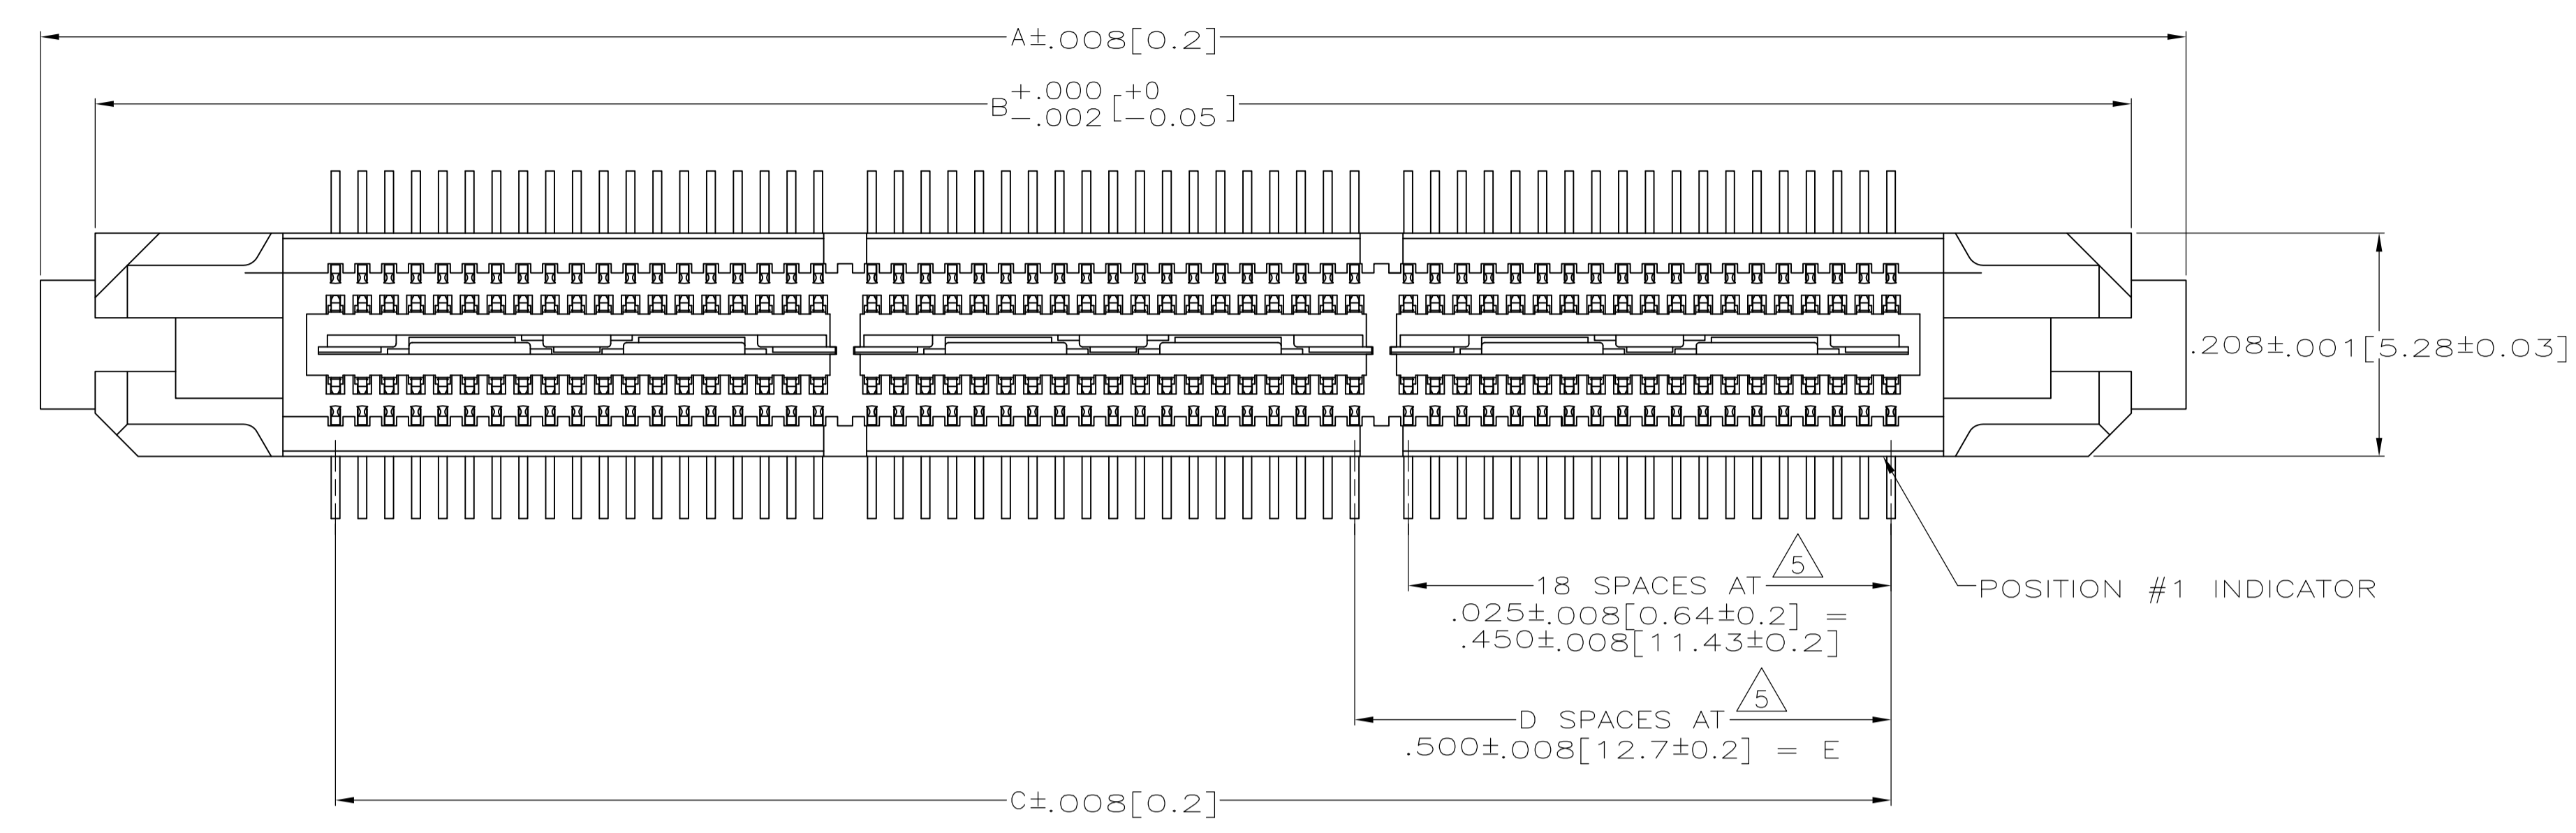 A±.008[0.2]
B +.000 -.002 [ +0 -0.05 ]
.208±.001[5.28±0.03]
5
18 SPACES AT
.025±.008[0.64±0.2] =
.450±.008[11.43±0.2]
POSITION #1 INDICATOR
5
D SPACES AT
.500±.008[12.7±0.2] = E
C±.008[0.2]